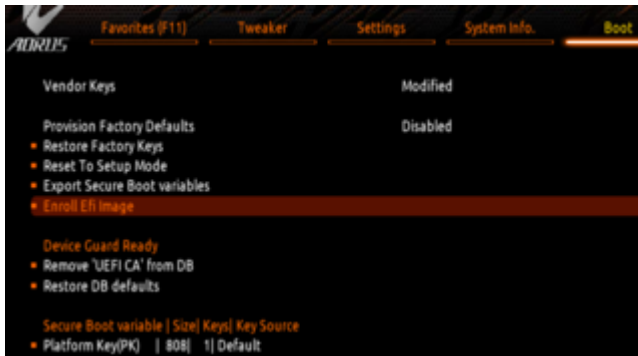 AORUS
Favorites (F11) Tweaker Settings System Info. Boot
Vendor Keys Modified
Provision Factory Defaults Disabled
Restore Factory Keys
Reset To Setup Mode
Export Secure Boot variables
Enroll Efi Image
Device Guard Ready
Remove 'UEFI CA' from DB
Restore DB defaults
Secure Boot variable | Size| Keys| Key Source
Platform Key(PK) | 808| 1| Default